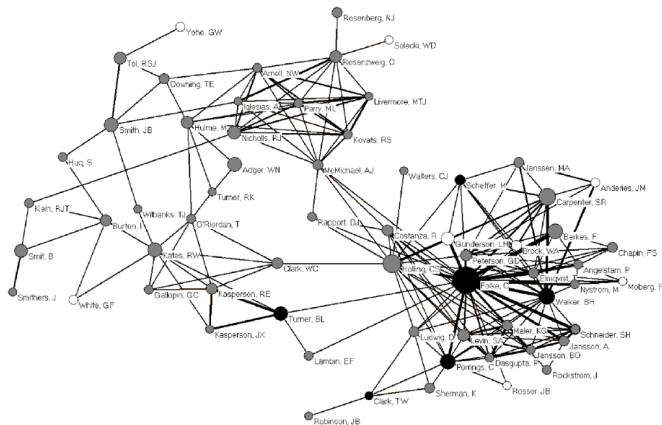 Rosenberg, NJ
Yohe, GW
Solecki, WD
Tol, RSJ
Rosenzweig, C
Arnell, NW
Downing, TE
Livermore, MTJ
Iglesias, A
Parry, ML
Smith, JB
Hulme, M
Nicholls, RJ
Kovats, RS
Huq, S
Adger, WN
McMichael, AJ
Walters, CJ
Janssen, MA
Scheffer, M
Anderies, JM
Turner, RK
Carpenter, SR
Klein, RJT
Wilbanks, TJ
Rapport, DJ
Burton, I
O'Riordan, T
Costanza, R
Berkes, F
Gunderson, LH
Brock, WA
Chapin, FS
Smit, B
Kates, RW
Peterson, GD
Clark, WC
Holling, CS
Elmqvist, T
Angelstam, P
Folke, C
Nystrom, M
Moberg, F
Smithers, J
White, GF
Gallopin, GC
Kasperson, RE
Walker, BH
Turner, BL
Kasperson, JX
Ludwig, D
Levin, SA
Maler, KG
Schneider, SH
Jansson, A
Lambin, EF
Perrings, C
Dasgupta, P
Jansson, BO
Rockstrom, J
Sherman, K
Rosser, JB
Clark, TW
Robinson, JB